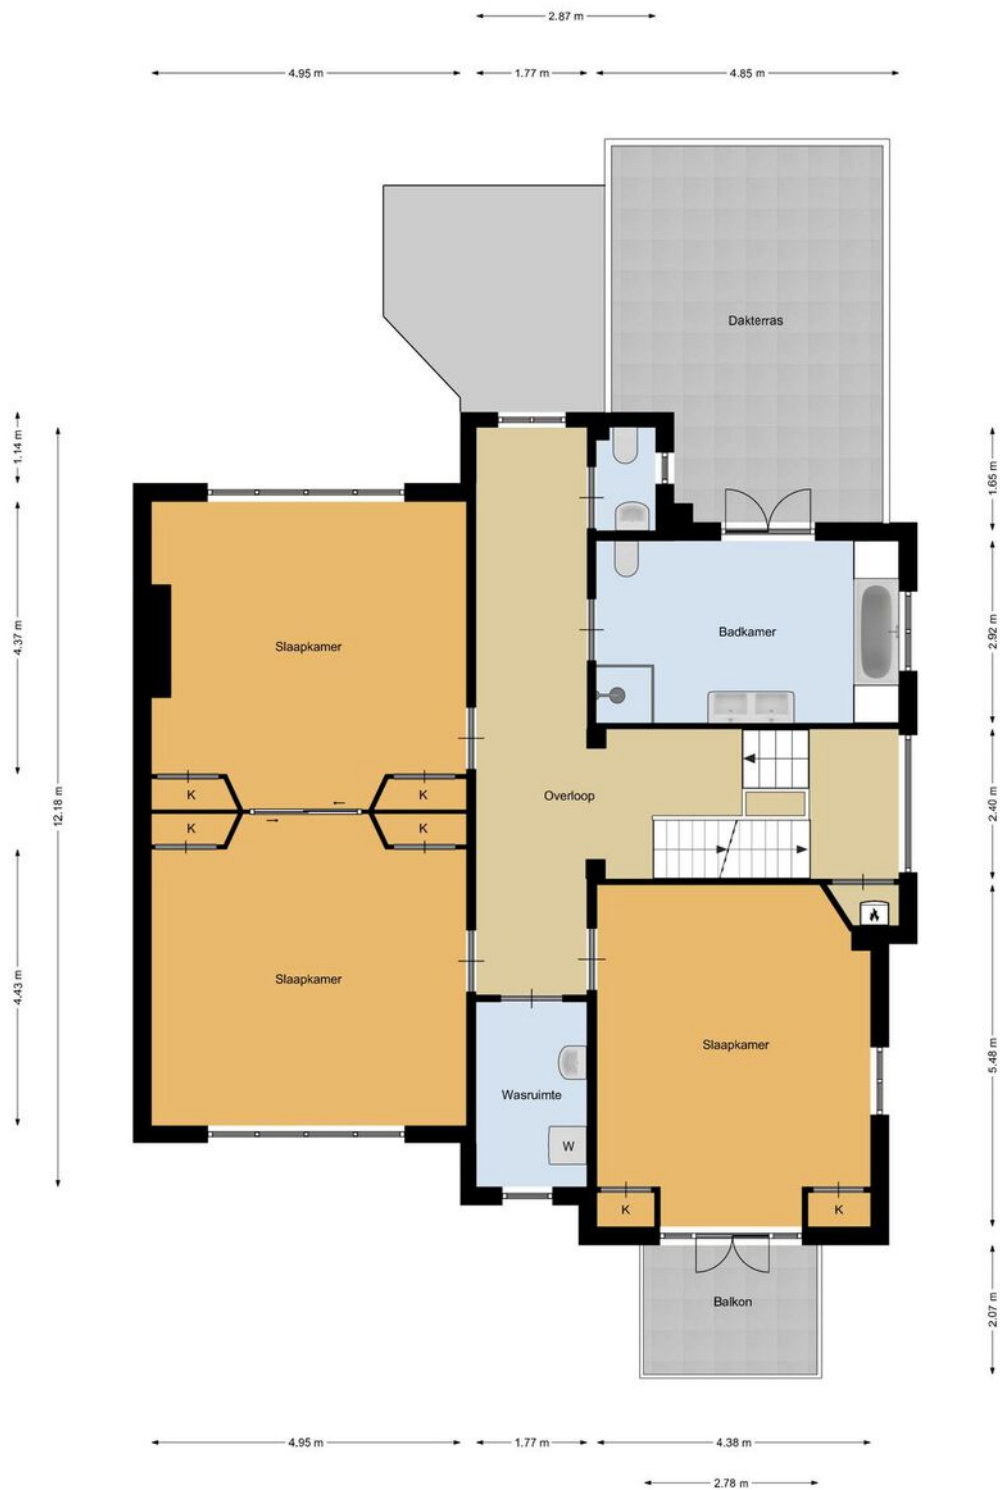 2.87 m
4.95 m
1.77 m
4.85 m
Dakterras
1.14 m
1.65 m
4.37 m
2.92 m
Slaapkamer
Badkamer
12.18 m
2.40 m
K
K
Overloop
K
K
4.43 m
Slaapkamer
Slaapkamer
5.48 m
Wasruimte
W
K
K
Balkon
2.07 m
4.95 m
1.77 m
4.38 m
2.78 m